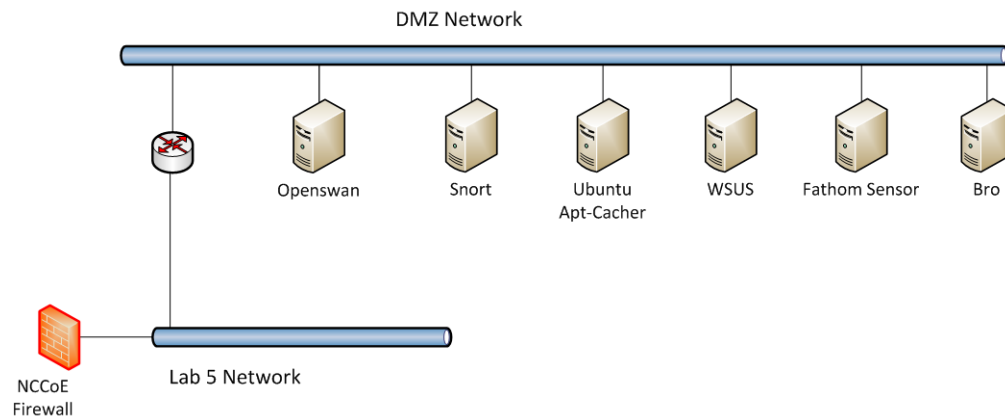 DMZ Network
Openswan
Snort
Ubuntu
Apt-Cacher
WSUS
Fathom Sensor
Bro
Lab 5 Network
NCCoE
Firewall